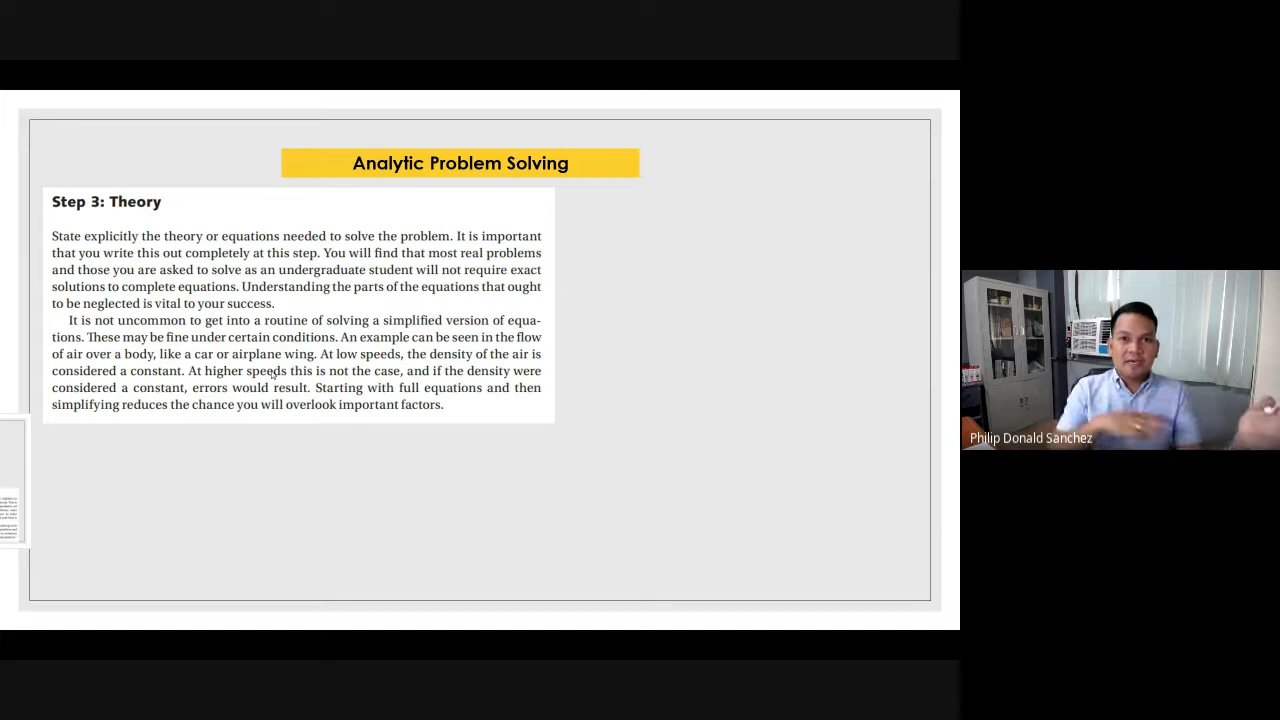 Analytic Problem Solving
Step 3: Theory
State explicitly the theory or equations needed to solve the problem. It is important
that you write this out completely at this step. You will find that most real problems
and those you are asked to solve as an undergraduate student will not require exact
solutions to complete equations. Understanding the parts of the equations that ought
to be neglected is vital to your success.
It is not uncommon to get into a routine of solving a simplified version of equa-
tions. These may be fine under certain conditions. An example can be seen in the flow
of air over a body, like a car or airplane wing. At low speeds, the density of the air is
considered a constant. At higher speeds this is not the case, and if the density were
considered a constant, errors would result. Starting with full equations and then
simplifying reduces the chance you will overlook important factors.
Philip Donald Sanchez